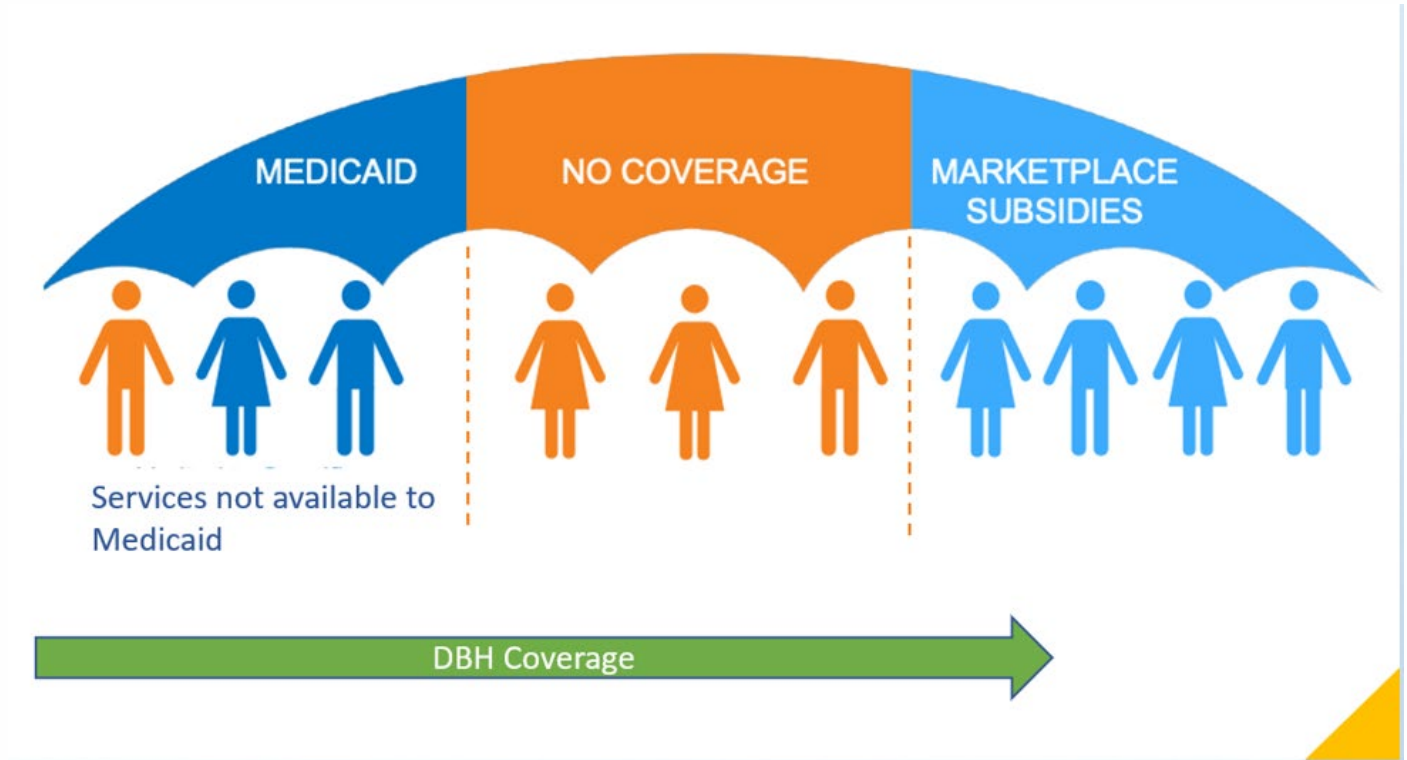 MEDICAID
NO COVERAGE
MARKETPLACE
SUBSIDIES
Services not available to
Medicaid
DBH Coverage